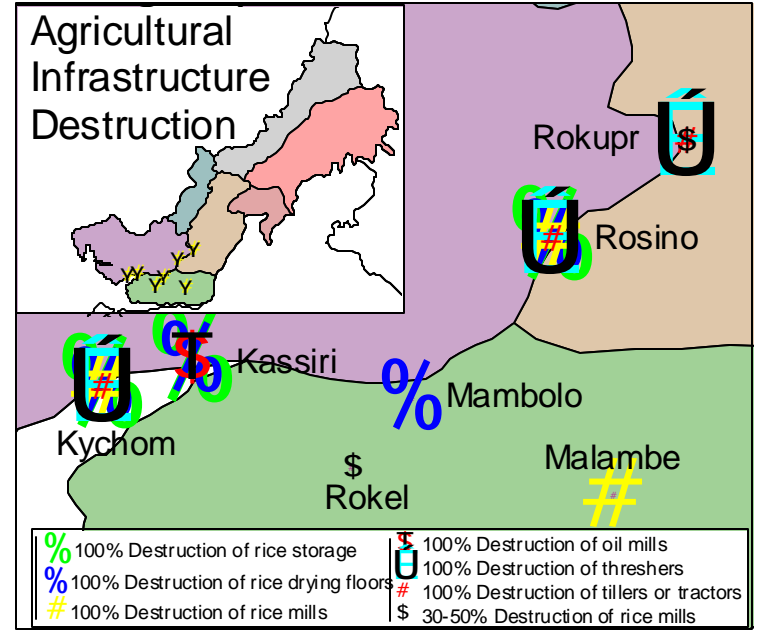 Agricultural
Infrastructure
Destruction
Y
Y
Y Y Y
Y Y
Rokupr
Rosino
Kassiri
Kychom
Mambolo
Malambe
Rokel
% 100% Destruction of rice storage
% 100% Destruction of rice drying floors
# 100% Destruction of rice mills
$ 100% Destruction of oil mills
Ú 100% Destruction of threshers
# 100% Destruction of tillers or tractors
$ 30-50% Destruction of rice mills